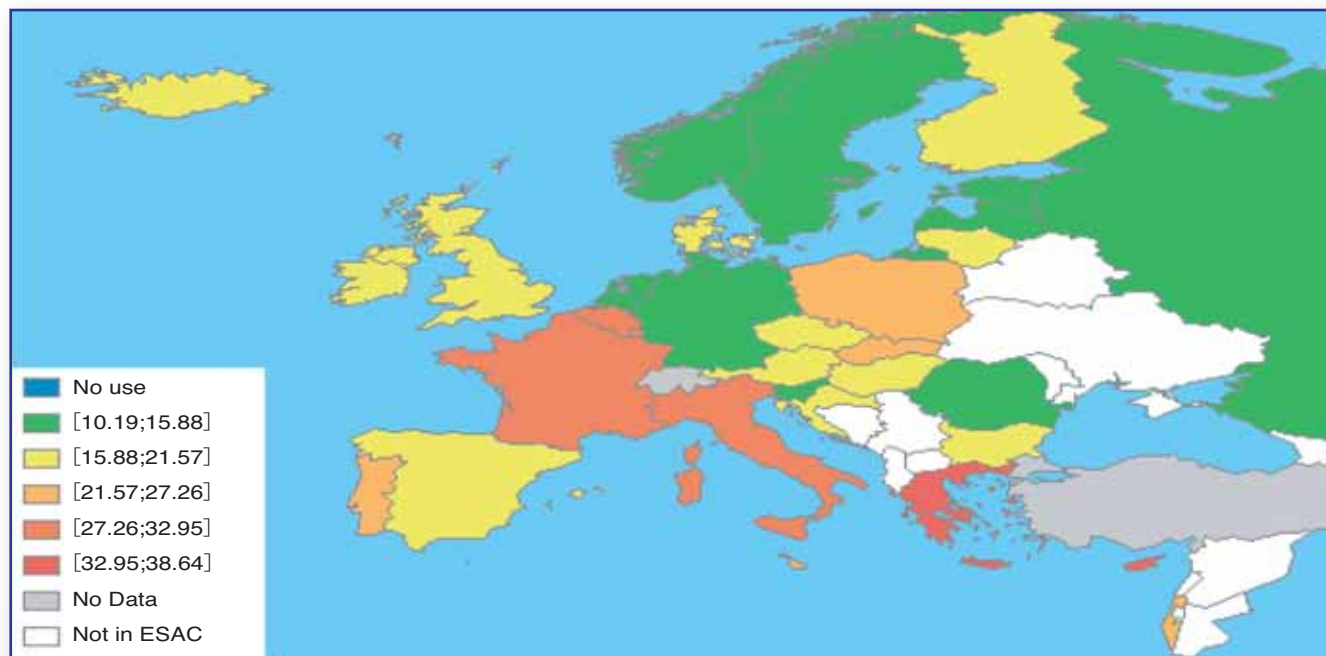 No use
[10.19;15.88]
[15.88;21.57]
[21.57;27.26]
[27.26;32.95]
[32.95;38.64]
No Data
Not in ESAC